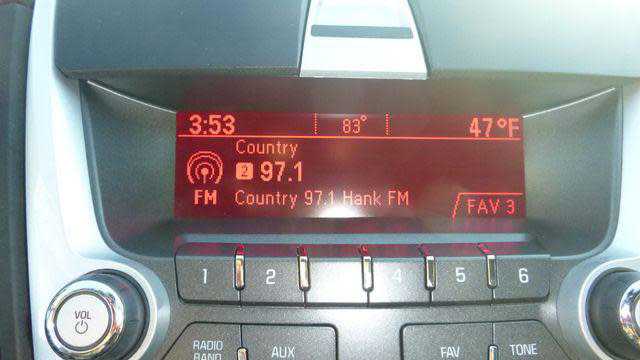 3:53 83° 47°F
Country
2 97.1
FM Country 97.1 Hank FM
FAV 3
1 2 4 5 6
VOL
RADIO BAND AUX FAV TONE